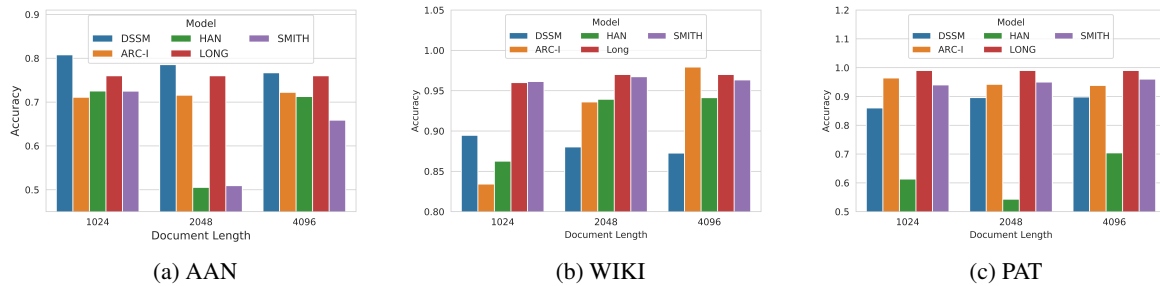 Model
DSSM HAN SMITH
ARC-I LONG
0.9
0.8
0.7
0.6
0.5
Accuracy
1024 2048 4096
Document Length
(a) AAN
Model
DSSM HAN SMITH
ARC-I Long
1.05
1.00
0.95
0.90
0.85
0.80
Accuracy
1024 2048 4096
Document Length
(b) WIKI
Model
DSSM HAN SMITH
ARC-I LONG
1.2
1.1
1.0
0.9
0.8
0.7
0.6
0.5
Accuracy
1024 2048 4096
Document Length
(c) PAT